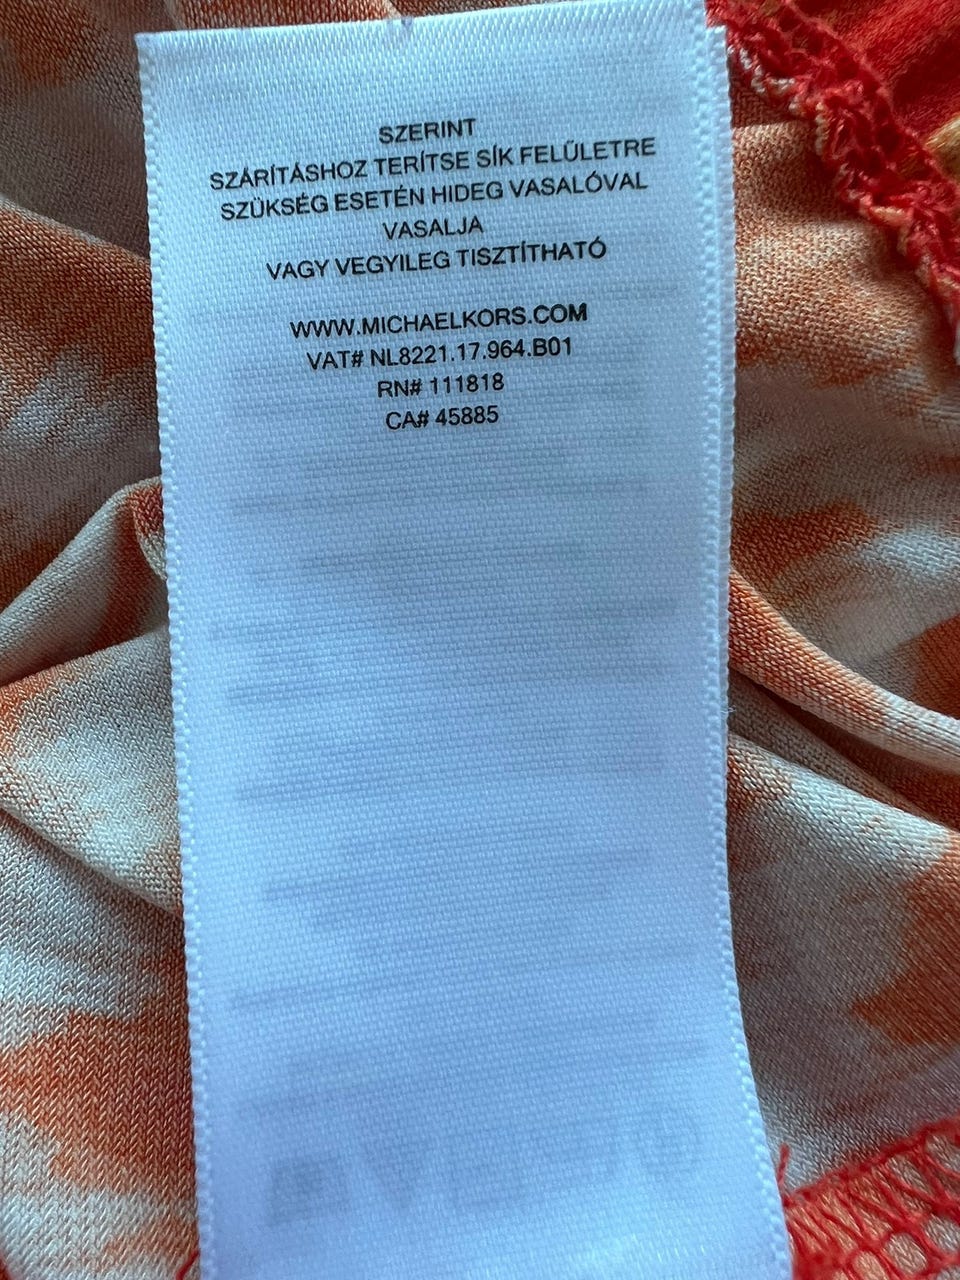 SZERINT
SZÁRÍTÁSHOZ TERÍTSE SÍK FELÜLETRE
SZÜKSÉG ESETÉN HIDEG VASALÓVAL
VASALJA
VAGY VEGYILEG TISZTÍTHATÓ
WWW.MICHAELKORS.COM
VAT# NL8221.17.964.B01
RN# 111818
CA# 45885